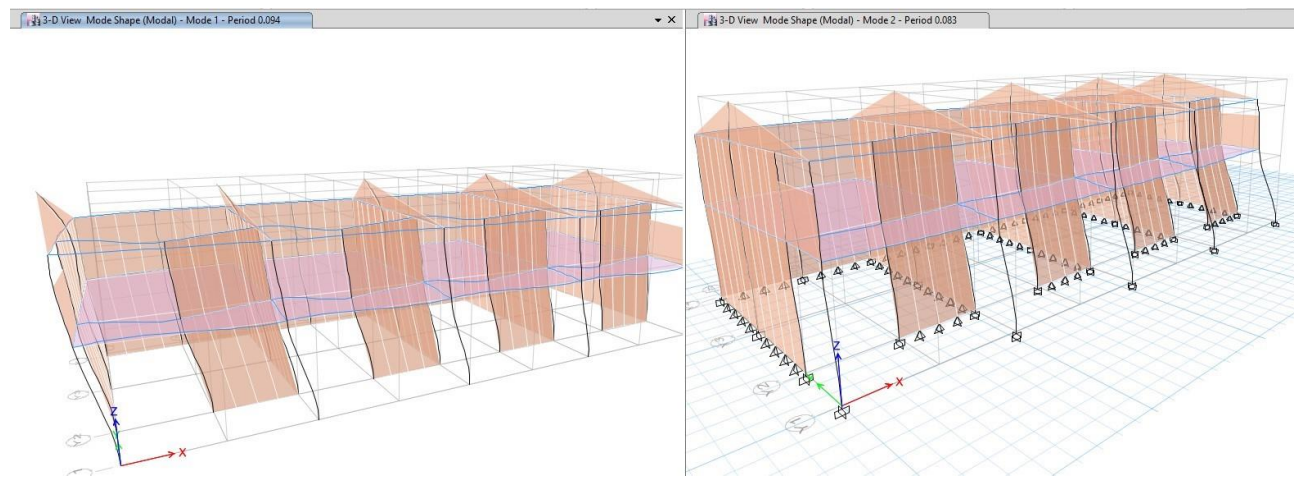 3-D View Mode Shape (Modal) - Mode 1 - Period 0.094
3-D View Mode Shape (Modal) - Mode 2 - Period 0.083
Z
X
Z
X